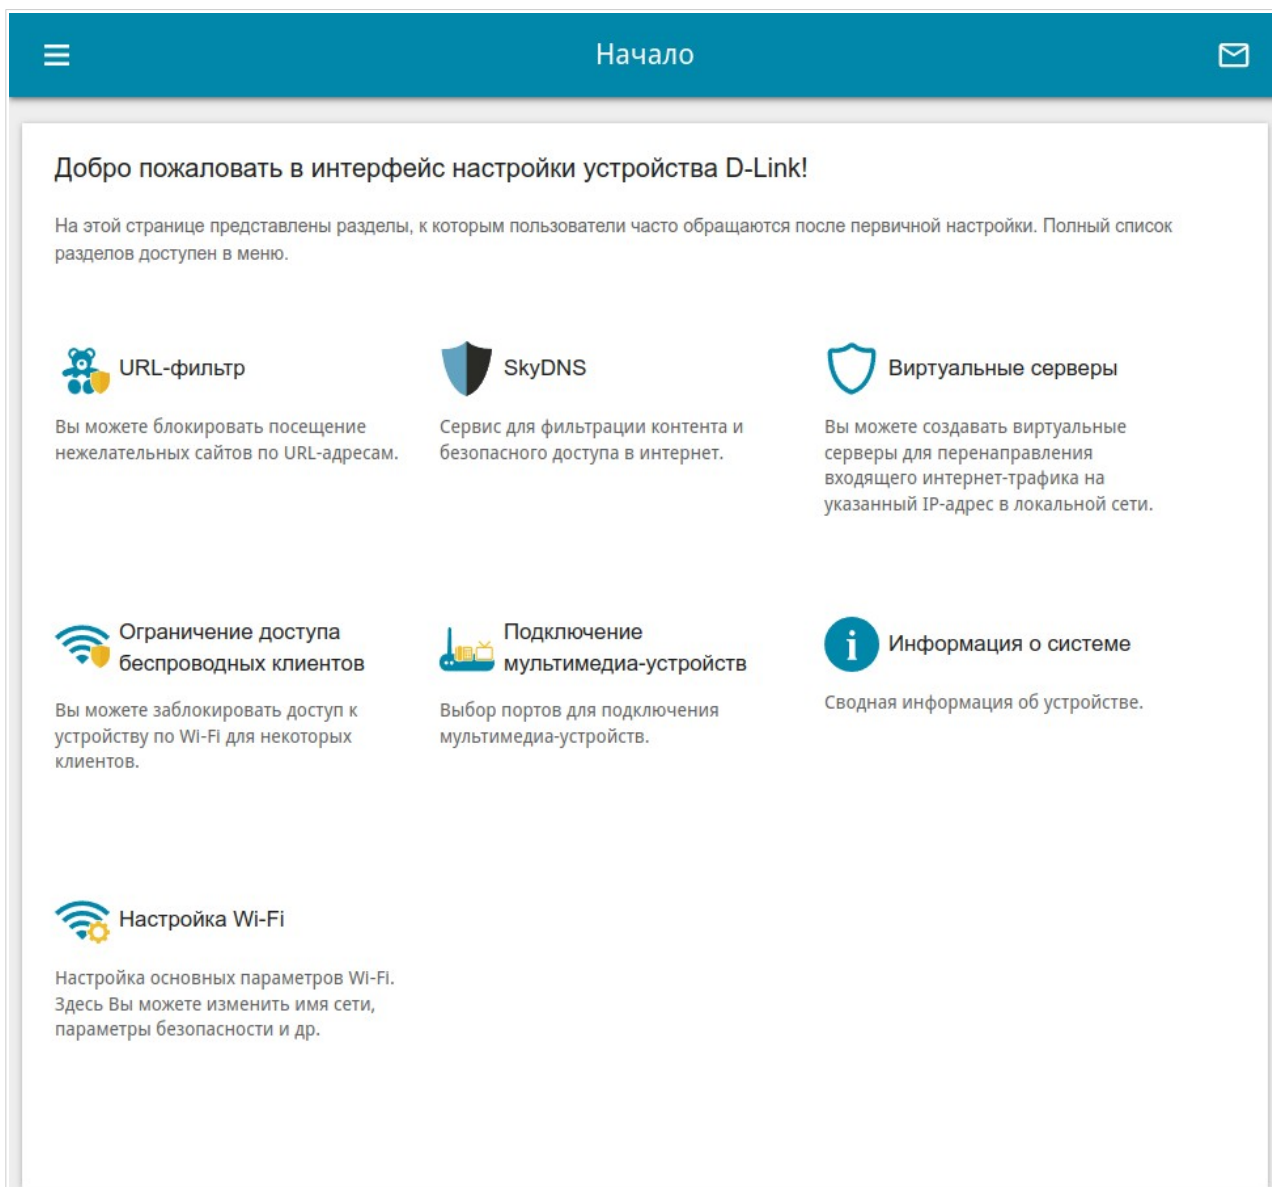 Начало
Добро пожаловать в интерфейс настройки устройства D-Link!
На этой странице представлены разделы, к которым пользователи часто обращаются после первичной настройки. Полный список
разделов доступен в меню.
URL-фильтр
Вы можете блокировать посещение
нежелательных сайтов по URL-адресам.
SkyDNS
Сервис для фильтрации контента и
безопасного доступа в интернет.
Виртуальные серверы
Вы можете создавать виртуальные
серверы для перенаправления
входящего интернет-трафика на
указанный IP-адрес в локальной сети.
Ограничение доступа
беспроводных клиентов
Вы можете заблокировать доступ к
устройству по Wi-Fi для некоторых
клиентов.
Подключение
мультимедиа-устройств
Выбор портов для подключения
мультимедиа-устройств.
Информация о системе
Сводная информация об устройстве.
Настройка Wi-Fi
Настройка основных параметров Wi-Fi.
Здесь Вы можете изменить имя сети,
параметры безопасности и др.